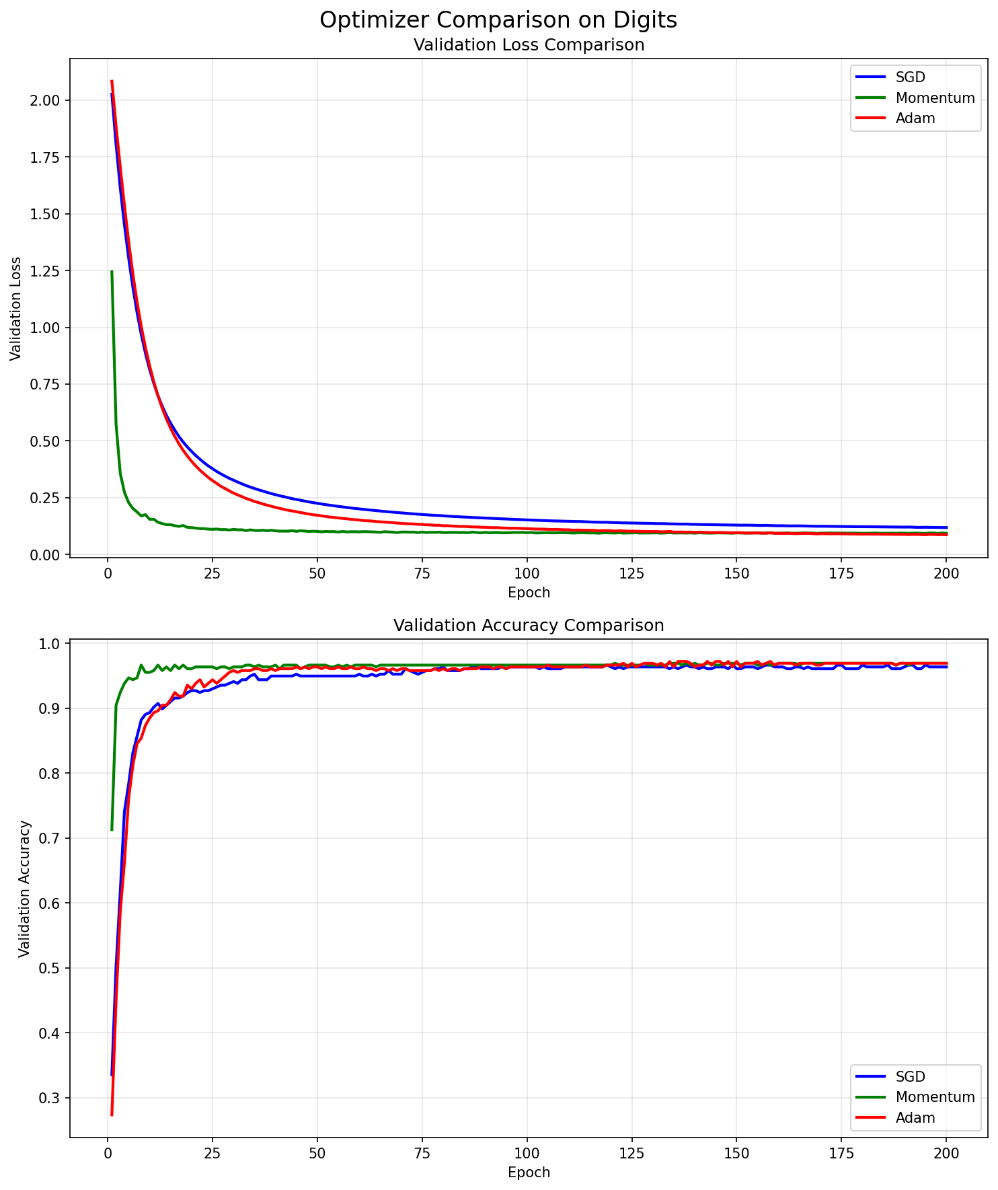 Optimizer Comparison on Digits
Validation Loss Comparison
SGD
Momentum
Adam
2.00
1.75
1.50
1.25
1.00
0.75
0.50
0.25
0.00
Validation Loss
0 25 50 75 100 125 150 175 200
Epoch
Validation Accuracy Comparison
1.0
0.9
0.8
0.7
0.6
0.5
0.4
0.3
Validation Accuracy
SGD
Momentum
Adam
0 25 50 75 100 125 150 175 200
Epoch